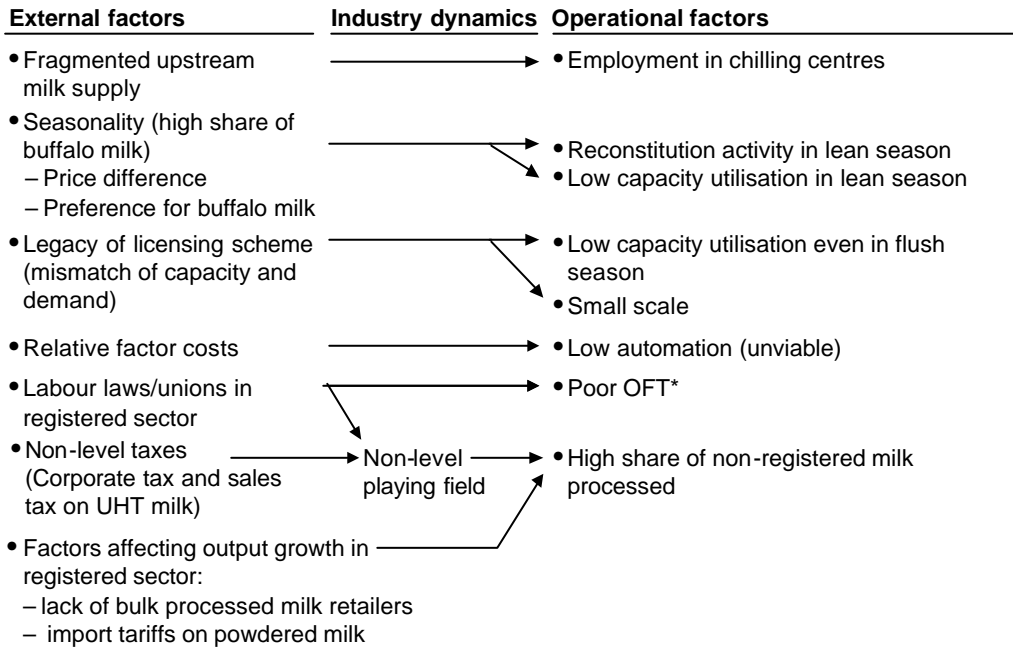 External factors
Industry dynamics
Operational factors
•Fragmented upstream
milk supply
•Employment in chilling centres
•Seasonality (high share of
buffalo milk)
– Price difference
– Preference for buffalo milk
•Reconstitution activity in lean season
•Low capacity utilisation in lean season
•Legacy of licensing scheme
(mismatch of capacity and
demand)
•Low capacity utilisation even in flush
season
•Small scale
•Relative factor costs
•Low automation (unviable)
•Labour laws/unions in
registered sector
•Poor OFT*
•Non-level taxes
(Corporate tax and sales
tax on UHT milk)
Non-level
playing field
•High share of non-registered milk
processed
• Factors affecting output growth in
registered sector:
– lack of bulk processed milk retailers
– import tariffs on powdered milk